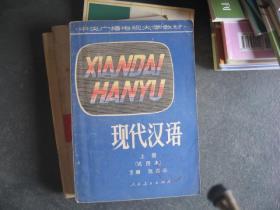 中央广播电视大学教材
XIANDAI
HANYU
现代汉语
上册
(试用本)
主编 张志公
人民教育出版社